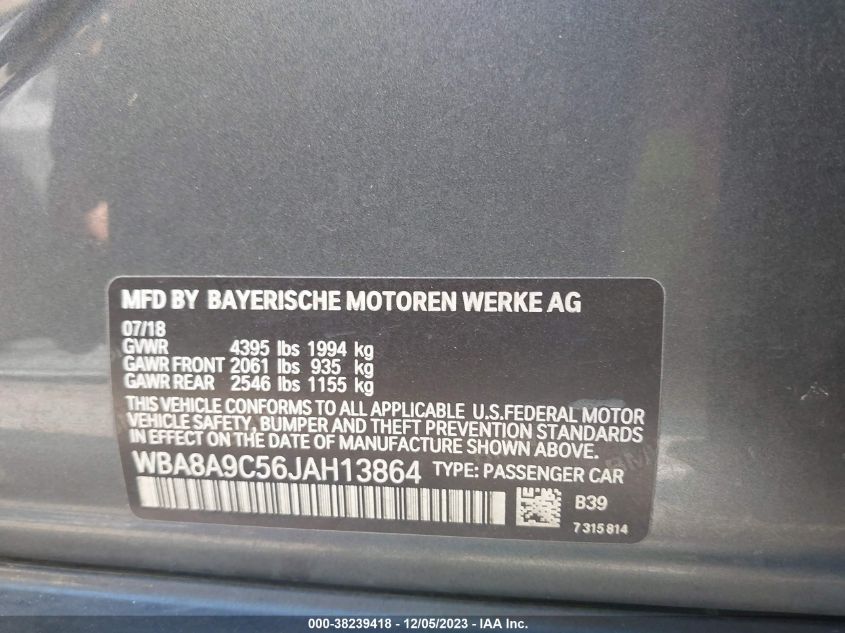 MFD BY BAYERISCHE MOTOREN WERKE AG
07/18
GVWR 4395 lbs 1994 kg
GAWR FRONT 2061 lbs 935 kg
GAWR REAR 2546 lbs 1155 kg
THIS VEHICLE CONFORMS TO ALL APPLICABLE U.S.FEDERAL MOTOR
VEHICLE SAFETY, BUMPER AND THEFT PREVENTION STANDARDS
IN EFFECT ON THE DATE OF MANUFACTURE SHOWN ABOVE.
WBA8A9C56JAH13864 TYPE: PASSENGER CAR
B39
7 315 814
000-38239418 - 12/05/2023 - © IAA Inc.